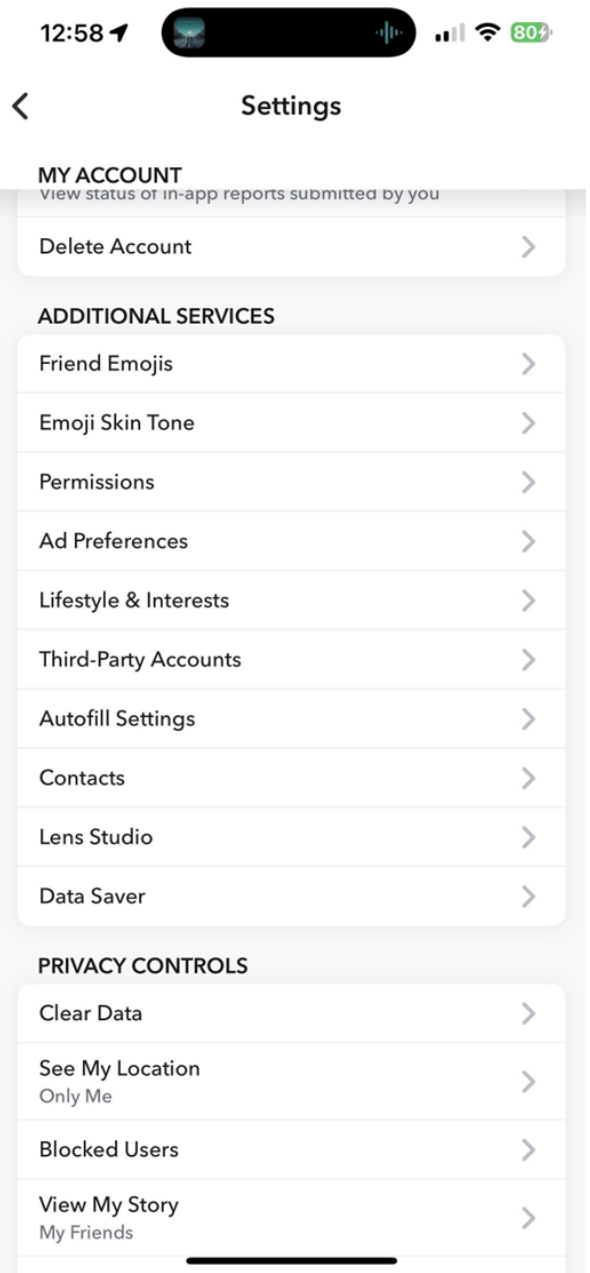 12:58
80
Settings
MY ACCOUNT
View status of in-app reports submitted by you
Delete Account
ADDITIONAL SERVICES
Friend Emojis
Emoji Skin Tone
Permissions
Ad Preferences
Lifestyle & Interests
Third-Party Accounts
Autofill Settings
Contacts
Lens Studio
Data Saver
PRIVACY CONTROLS
Clear Data
See My Location
Only Me
Blocked Users
View My Story
My Friends